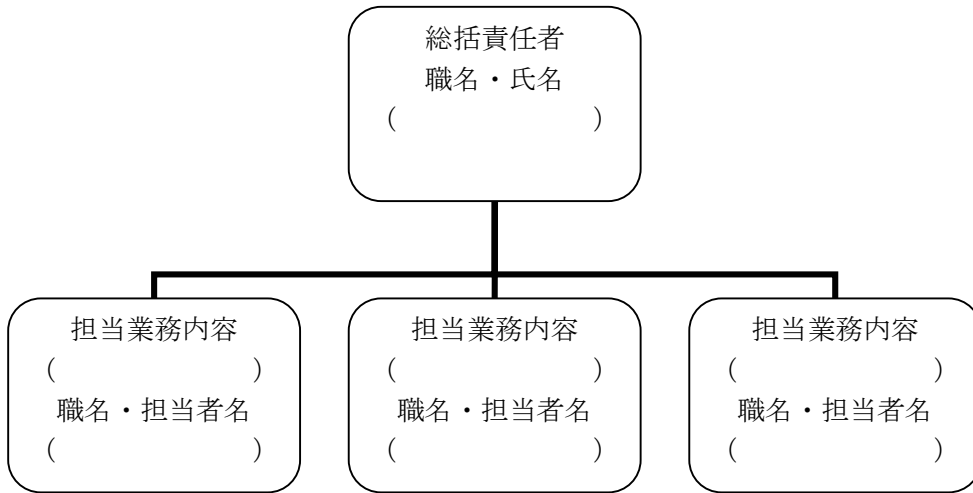 総括責任者
職名・氏名
(　　　　　　　)
担当業務内容
(　　　　　　　)
職名・担当者名
(　　　　　　　)
担当業務内容
(　　　　　　　)
職名・担当者名
(　　　　　　　)
担当業務内容
(　　　　　　　)
職名・担当者名
(　　　　　　　)